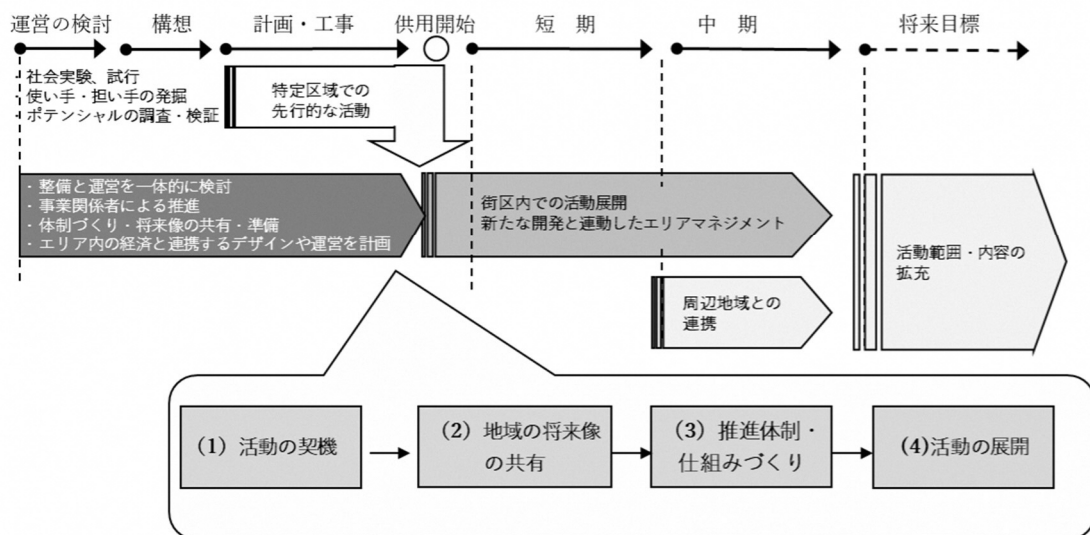 運営の検討
構想
計画・工事
供用開始
短 期
中 期
将来目標
・社会実験、試行
・使い手・担い手の発掘
・ポテンシャルの調査・検証
特定区域での
先行的な活動
・整備と運営を一体的に検討
・事業関係者による推進
・体制づくり・将来像の共有・準備
・エリア内の経済と連携するデザインや運営を計画
街区内での活動展開
新たな開発と連動したエリアマネジメント
周辺地域との
連携
活動範囲・内容の
拡充
(1) 活動の契機
(2) 地域の将来像
の共有
(3) 推進体制・
仕組みづくり
(4)活動の展開